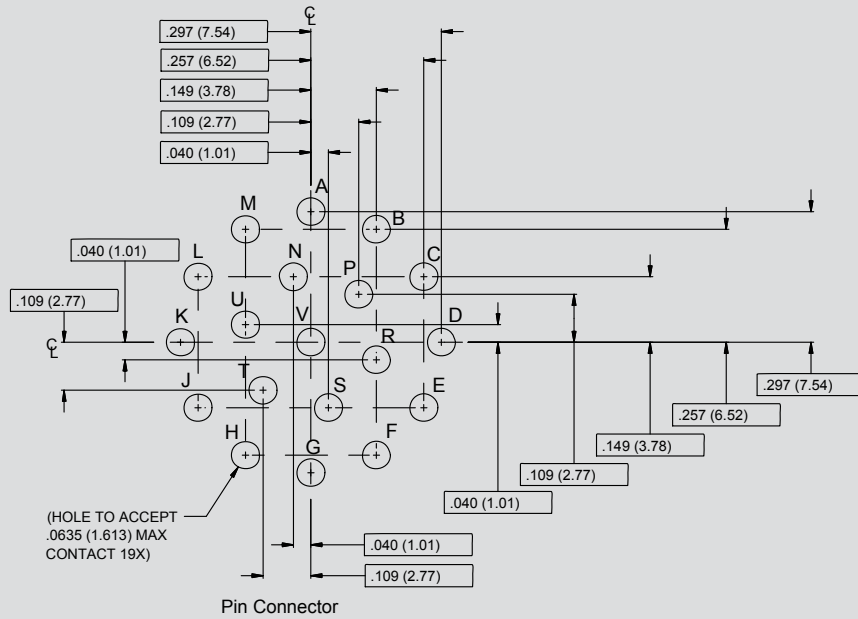 ℄
.297 (7.54)
.257 (6.52)
.149 (3.78)
.109 (2.77)
.040 (1.01)
A
M
B
.040 (1.01)
L
N
C
P
.109 (2.77)
K
U
V
D
℄
R
.297 (7.54)
J
T
S
E
.257 (6.52)
.149 (3.78)
H
G
F
.109 (2.77)
.040 (1.01)
(HOLE TO ACCEPT
.0635 (1.613) MAX
CONTACT 19X)
.040 (1.01)
.109 (2.77)
Pin Connector